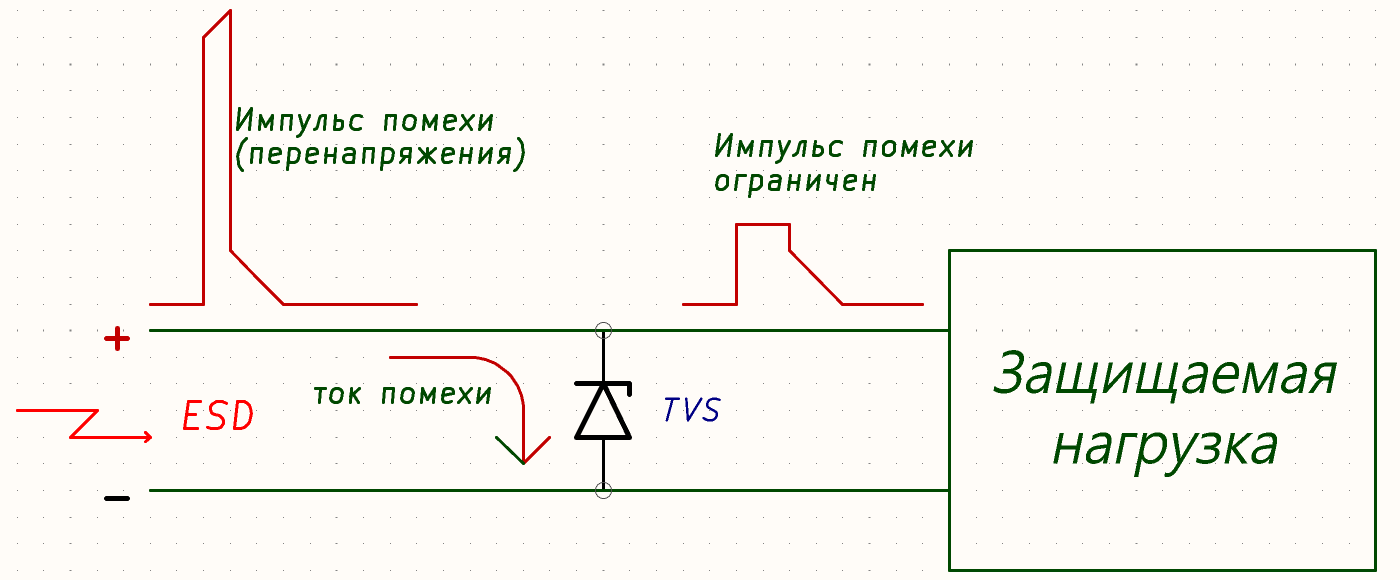 Импульс помехи
(перенапряжения)
Импульс помехи
ограничен
+
ток помехи
ESD
TVS
−
Защищаемая
нагрузка